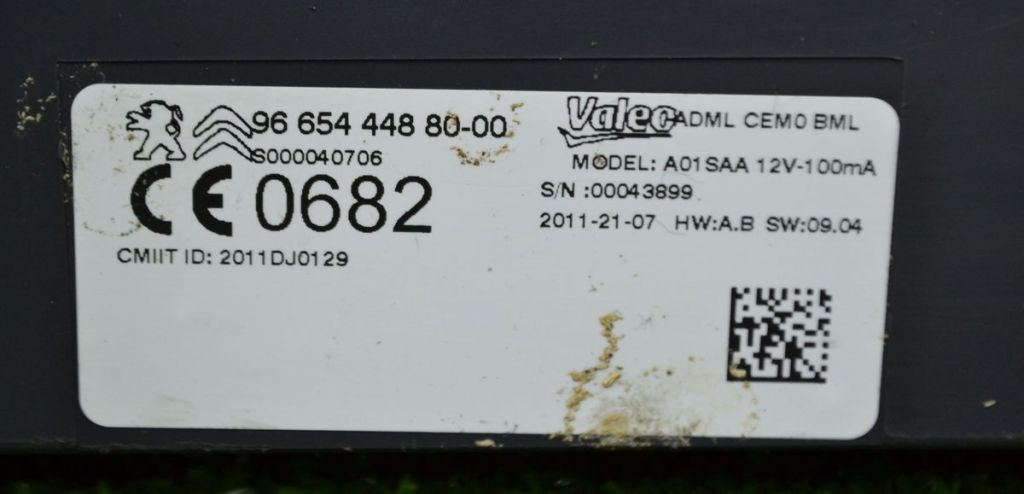 96 654 448 80-00
S000040706
CE 0682
CMIIT ID: 2011DJ0129
Valeo ADML CEM0 BML
MODEL: A01SAA 12V-100mA
S/N :00043899
2011-21-07 HW:A.B SW:09.04